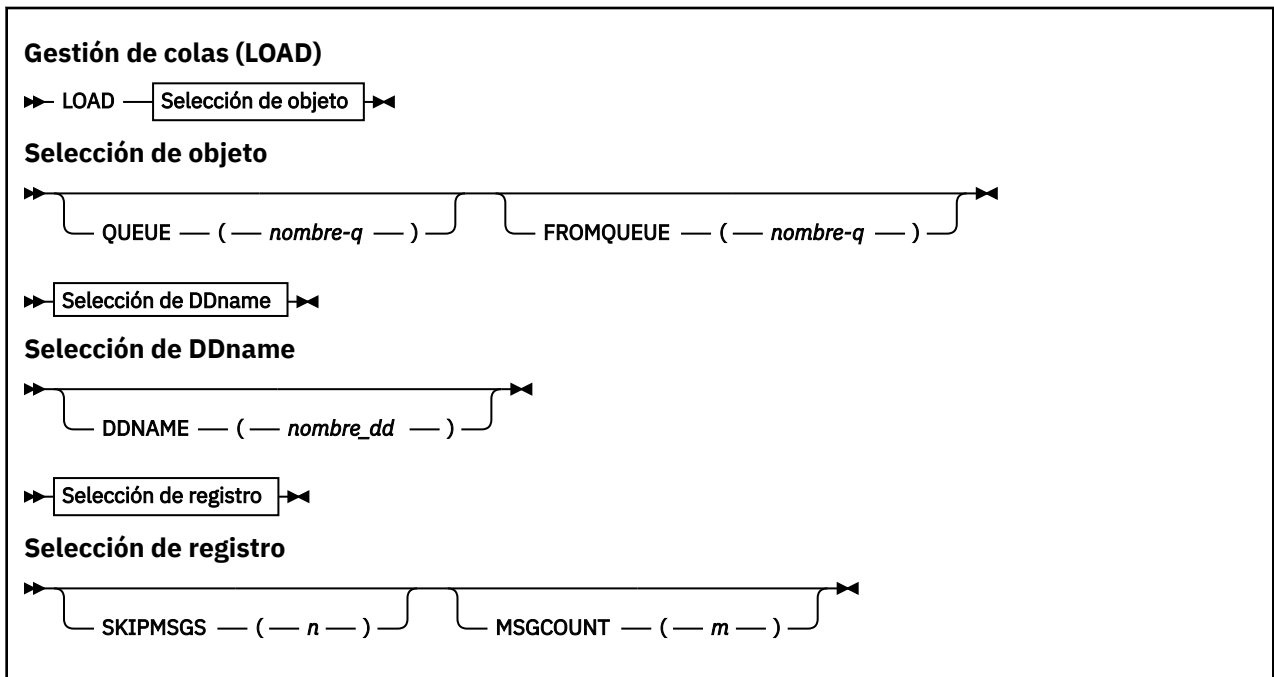 Gestión de colas (LOAD)
LOAD Selección de objeto
Selección de objeto
QUEUE ( nombre-q ) FROMQUEUE ( nombre-q )
Selección de DDname
Selección de DDname
DDNAME ( nombre_dd )
Selección de registro
Selección de registro
SKIPMSGS ( n ) MSGCOUNT ( m )